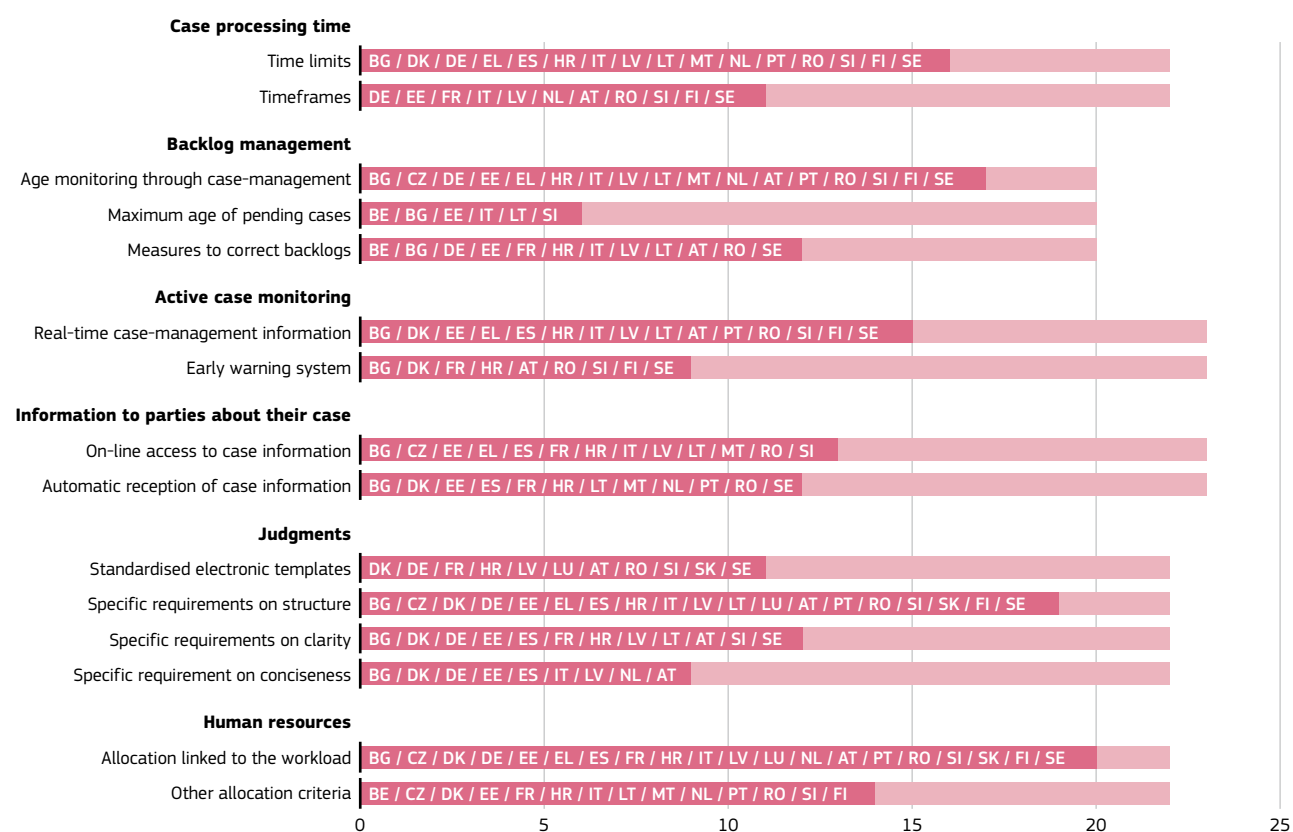 Case processing time
Time limits BG / DK / DE / EL / ES / HR / IT / LV / LT / MT / NL / PT / RO / SI / FI / SE
Timeframes DE / EE / FR / IT / LV / NL / AT / RO / SI / FI / SE
Backlog management
Age monitoring through case-management BG / CZ / DE / EE / EL / HR / IT / LV / LT / MT / NL / AT / PT / RO / SI / FI / SE
Maximum age of pending cases BE / BG / EE / IT / LT / SI
Measures to correct backlogs BE / BG / DE / EE / FR / HR / IT / LV / LT / AT / RO / SE
Active case monitoring
Real-time case-management information BG / DK / EE / EL / ES / HR / IT / LV / LT / AT / PT / RO / SI / FI / SE
Early warning system BG / DK / FR / HR / AT / RO / SI / FI / SE
Information to parties about their case
On-line access to case information BG / CZ / EE / EL / ES / FR / HR / IT / LV / LT / MT / RO / SI
Automatic reception of case information BG / DK / EE / ES / FR / HR / LT / MT / NL / PT / RO / SE
Judgments
Standardised electronic templates DK / DE / FR / HR / LV / LU / AT / RO / SI / SK / SE
Specific requirements on structure BG / CZ / DK / DE / EE / EL / ES / HR / IT / LV / LT / LU / AT / PT / RO / SI / SK / FI / SE
Specific requirements on clarity BG / DK / DE / EE / ES / FR / HR / LV / LT / AT / SI / SE
Specific requirement on conciseness BG / DK / DE / EE / ES / IT / LV / NL / AT
Human resources
Allocation linked to the workload BG / CZ / DK / DE / EE / EL / ES / FR / HR / IT / LV / LU / NL / AT / PT / RO / SI / SK / FI / SE
Other allocation criteria BE / CZ / DK / EE / FR / HR / IT / LT / MT / NL / PT / RO / SI / FI
0 5 10 15 20 25